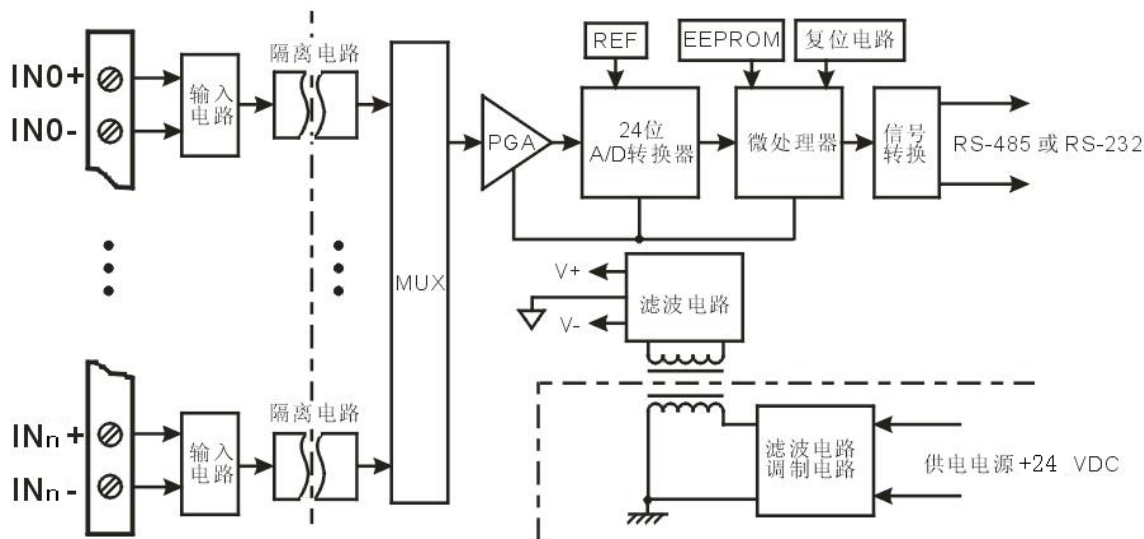 隔离电路
REF
EEPROM
复位电路
IN0+
IN0-
输入
电路
PGA
24位
A/D转换器
微处理器
信号
转换
RS-485 或 RS-232
MUX
V+
V-
滤波电路
隔离电路
INn+
INn-
输入
电路
滤波电路
调制电路
供电电源+24 VDC